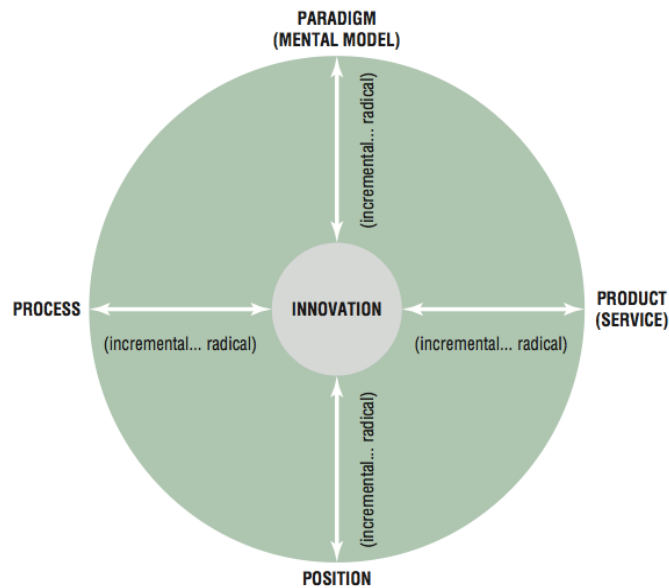 PARADIGM
(MENTAL MODEL)
(incremental... radical)
PROCESS
INNOVATION
PRODUCT
(SERVICE)
(incremental... radical)
(incremental... radical)
(incremental... radical)
POSITION